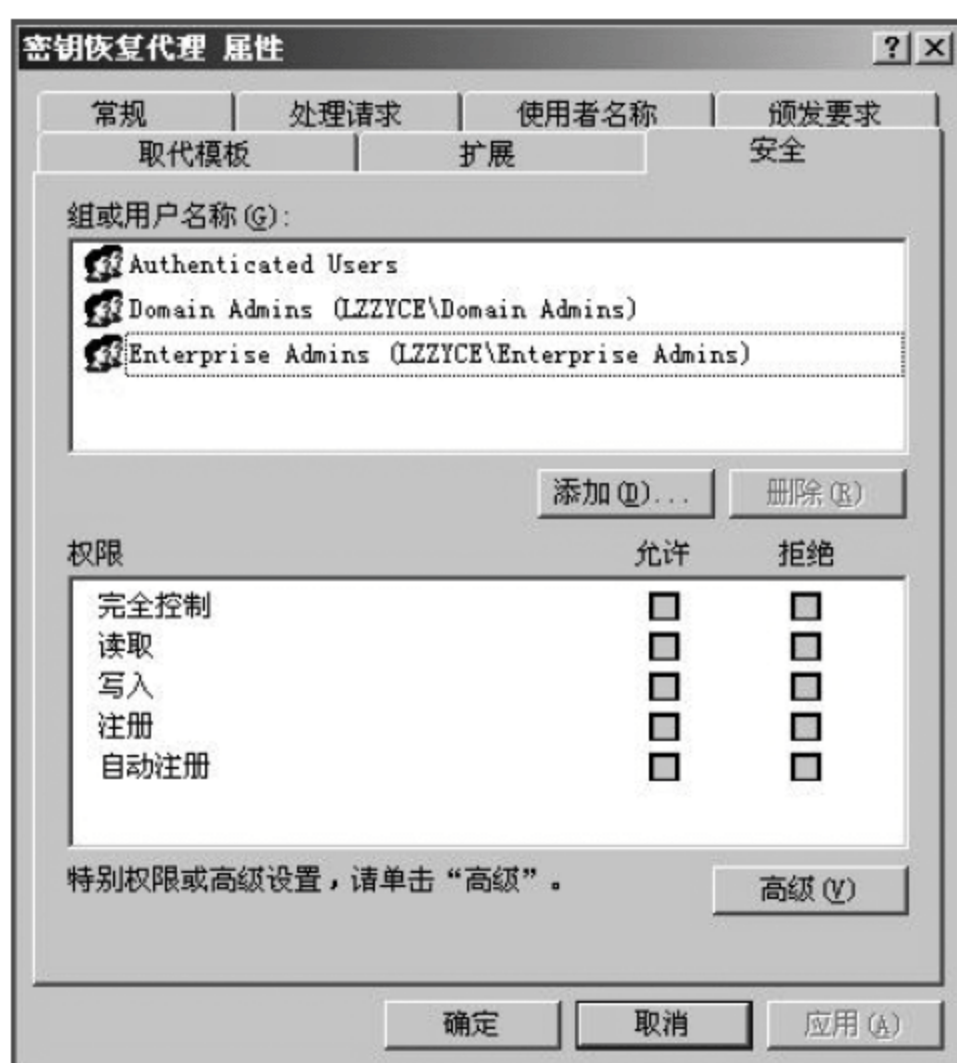 密钥恢复代理 属性
常规 处理请求 使用者名称 颁发要求
取代模板 扩展 安全
组或用户名称(G):
Authenticated Users
Domain Admins (LZZYCE\Domain Admins)
Enterprise Admins (LZZYCE\Enterprise Admins)
添加(D)... 删除(R)
权限 允许 拒绝
完全控制
读取
写入
注册
自动注册
特别权限或高级设置，请单击“高级”。
高级(V)
确定 取消 应用(A)